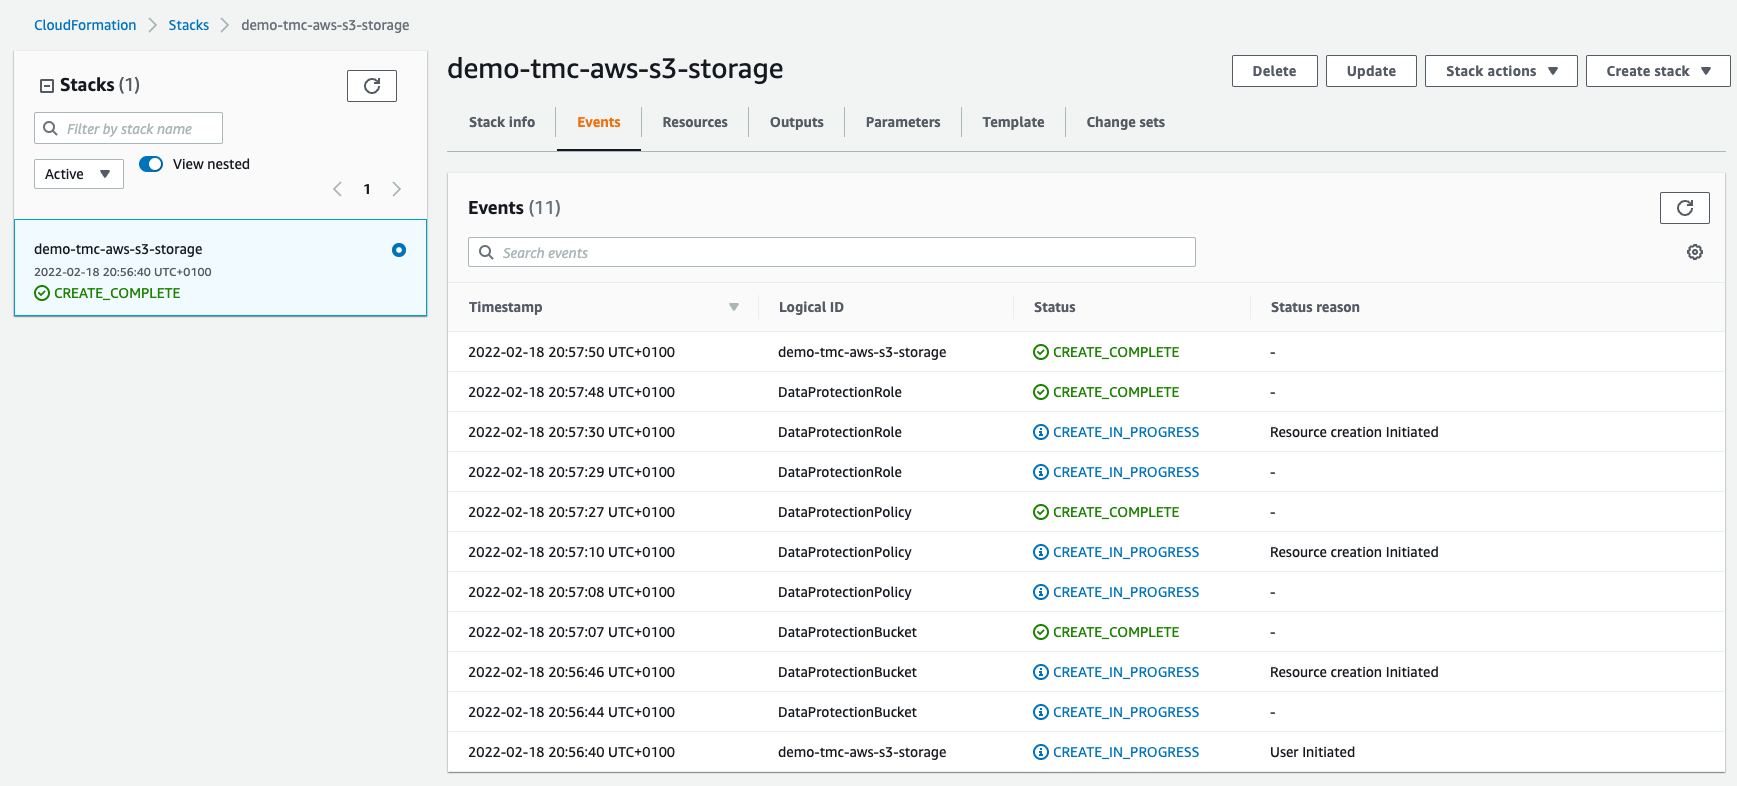 CloudFormation > Stacks > demo-tmc-aws-s3-storage
Stacks (1)
Filter by stack name
Active
View nested
1
demo-tmc-aws-s3-storage
2022-02-18 20:56:40 UTC+0100
CREATE_COMPLETE
demo-tmc-aws-s3-storage
Delete Update Stack actions Create stack
Stack info Events Resources Outputs Parameters Template Change sets
Events (11)
Search events
Timestamp Logical ID Status Status reason
2022-02-18 20:57:50 UTC+0100 demo-tmc-aws-s3-storage CREATE_COMPLETE -
2022-02-18 20:57:48 UTC+0100 DataProtectionRole CREATE_COMPLETE -
2022-02-18 20:57:30 UTC+0100 DataProtectionRole CREATE_IN_PROGRESS Resource creation Initiated
2022-02-18 20:57:29 UTC+0100 DataProtectionRole CREATE_IN_PROGRESS -
2022-02-18 20:57:27 UTC+0100 DataProtectionPolicy CREATE_COMPLETE -
2022-02-18 20:57:10 UTC+0100 DataProtectionPolicy CREATE_IN_PROGRESS Resource creation Initiated
2022-02-18 20:57:08 UTC+0100 DataProtectionPolicy CREATE_IN_PROGRESS -
2022-02-18 20:57:07 UTC+0100 DataProtectionBucket CREATE_COMPLETE -
2022-02-18 20:56:46 UTC+0100 DataProtectionBucket CREATE_IN_PROGRESS Resource creation Initiated
2022-02-18 20:56:44 UTC+0100 DataProtectionBucket CREATE_IN_PROGRESS -
2022-02-18 20:56:40 UTC+0100 demo-tmc-aws-s3-storage CREATE_IN_PROGRESS User Initiated